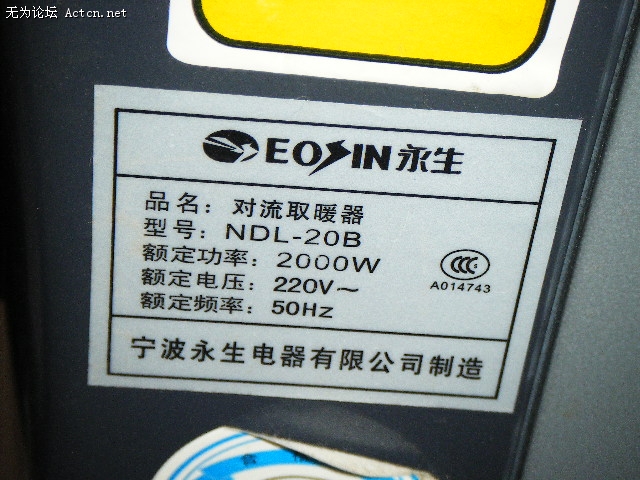 无为论坛 Actcn.net
EOSIN永生
品名：对流取暖器
型号：NDL-20B
额定功率：2000W
额定电压：220V～
额定频率：50Hz
CCC
A014743
宁波永生电器有限公司制造